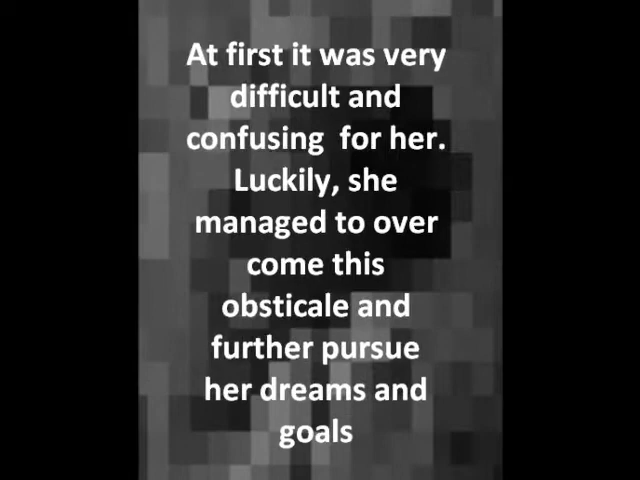 At first it was very
difficult and
confusing  for her.
Luckily, she
managed to over
come this
obsticale and
further pursue
her dreams and
goals